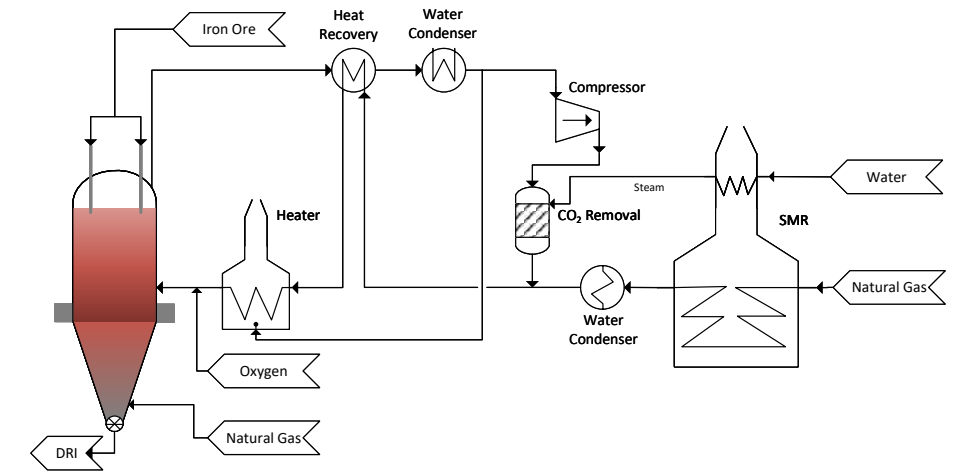 Iron Ore
Heat
Recovery
Water
Condenser
Compressor
Water
Steam
CO₂ Removal
SMR
Heater
Natural Gas
Water
Condenser
Oxygen
Natural Gas
DRI